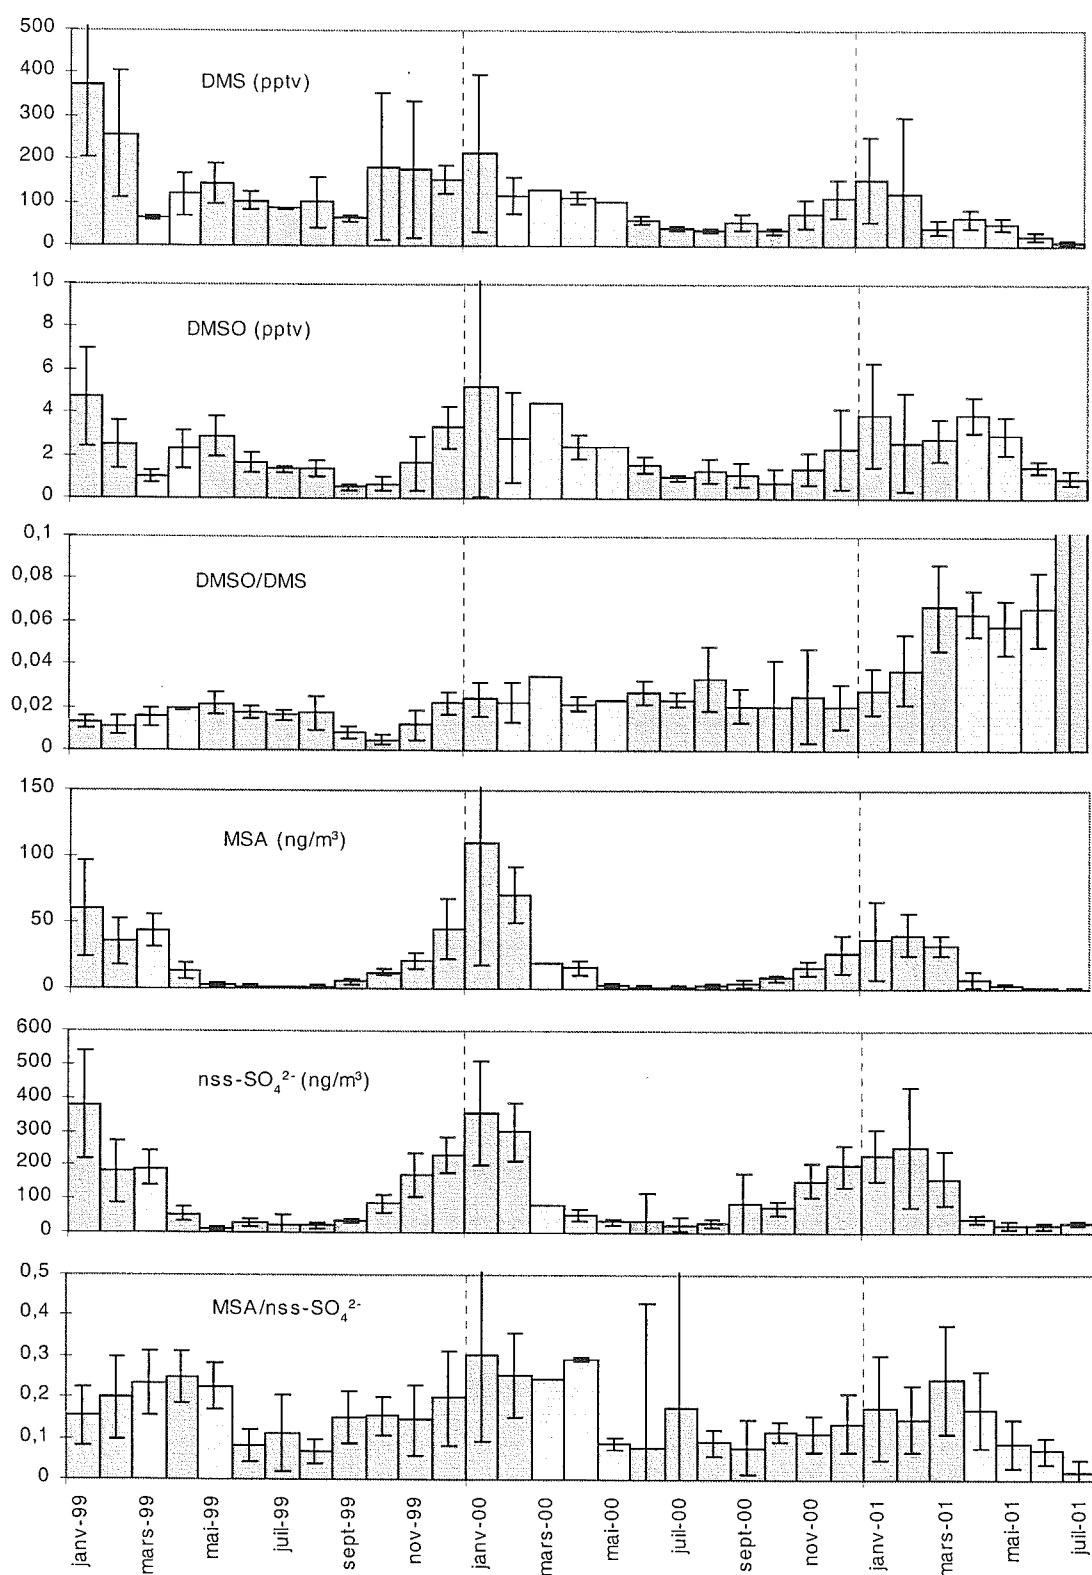 500
400
300
200
100
0
DMS (pptv)
10
8
6
4
2
0
DMSO (pptv)
0,1
0,08
0,06
0,04
0,02
0
DMSO/DMS
150
100
50
0
MSA (ng/m³)
600
500
400
300
200
100
0
nss-SO₄²⁻ (ng/m³)
0,5
0,4
0,3
0,2
0,1
0
MSA/nss-SO₄²⁻
janv-99
mars-99
mai-99
juil-99
sept-99
nov-99
janv-00
mars-00
mai-00
juil-00
sept-00
nov-00
janv-01
mars-01
mai-01
juil-01